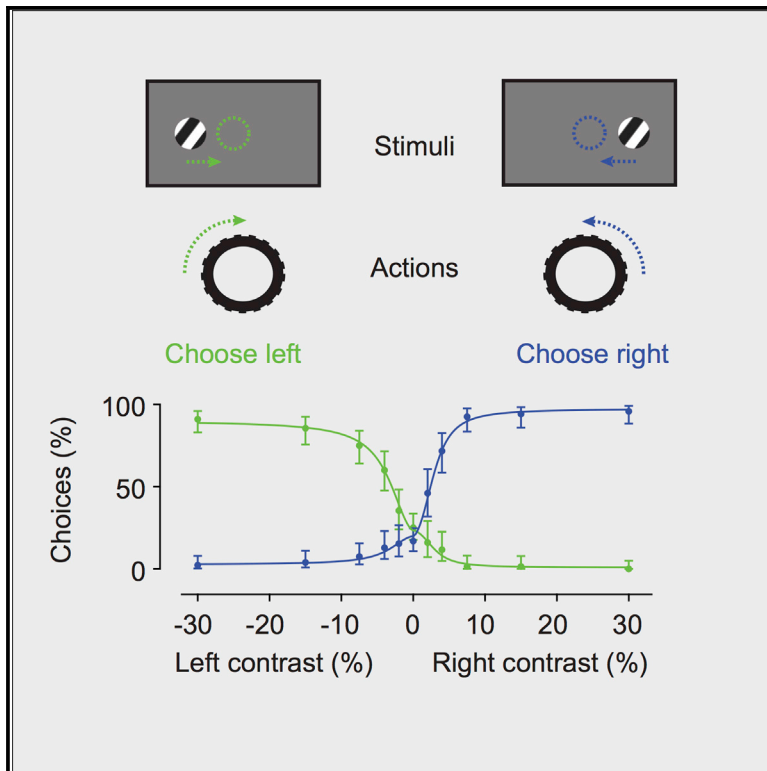 Stimuli
Actions
Choose left
Choose right
Choices (%)
100
50
0
-30 -20 -10 0 10 20 30
Left contrast (%)
Right contrast (%)